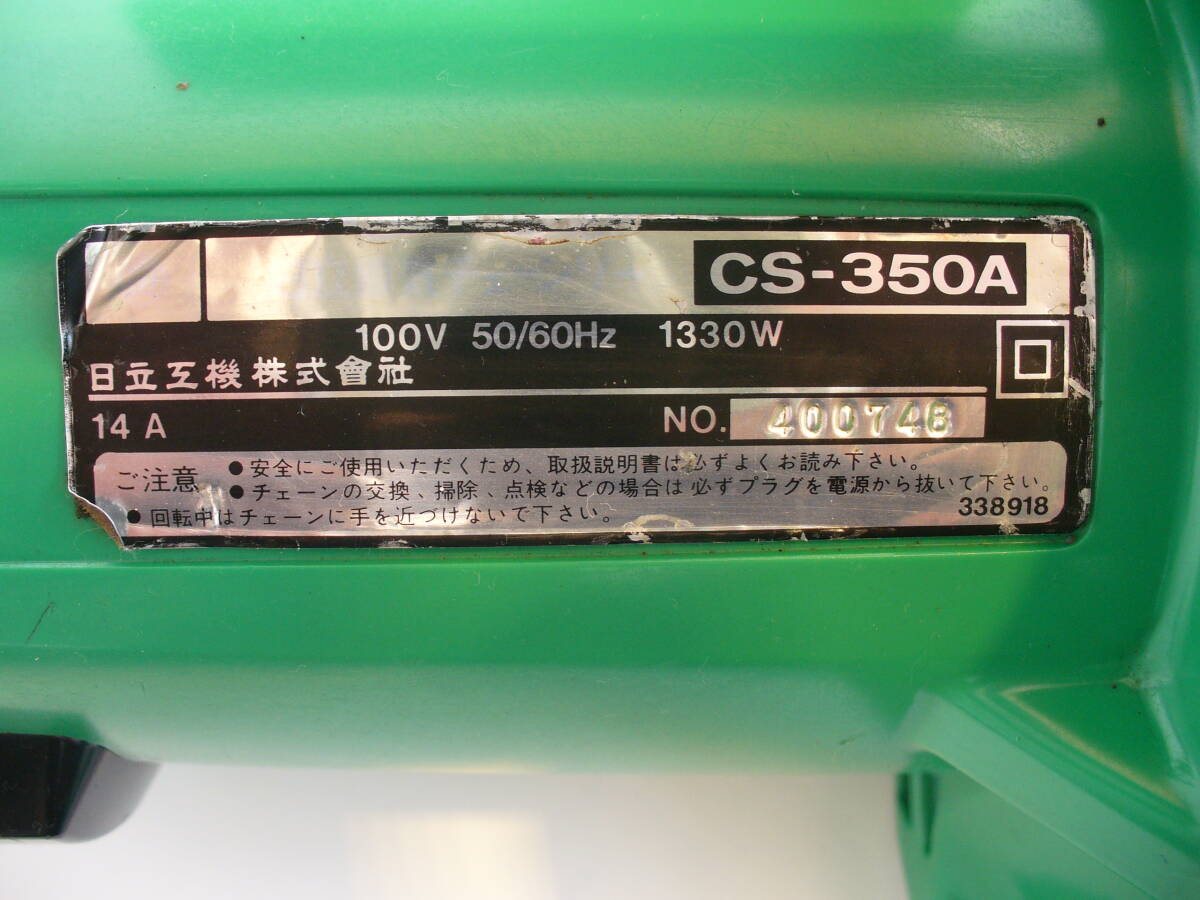 CS-350A
100V 50/60Hz 1330W
日立工機株式會社
14 A NO. 400748
ご注意 ●安全にご使用いただくため、取扱説明書は必ずよくお読み下さい。
●チェーンの交換、掃除、点検などの場合は必ずプラグを電源から抜いて下さい。
●回転中はチェーンに手を近づけないで下さい。 338918